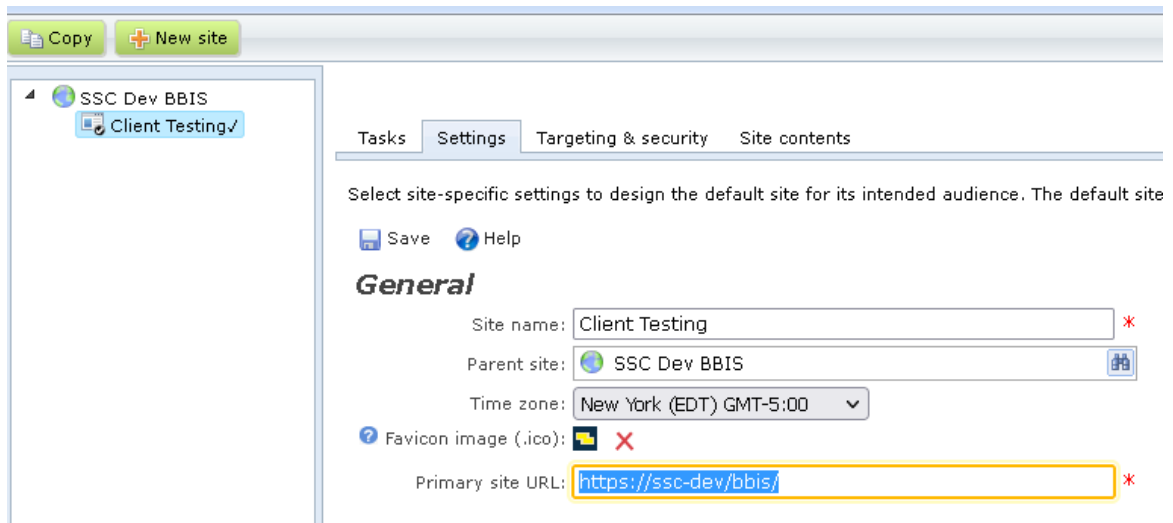 Copy New site
SSC Dev BBIS
Client Testing✓
Tasks Settings Targeting & security Site contents
Select site-specific settings to design the default site for its intended audience. The default site
Save Help
General
Site name: Client Testing *
Parent site: SSC Dev BBIS
Time zone: New York (EDT) GMT-5:00
Favicon image (.ico):
Primary site URL: https://ssc-dev/bbis/ *